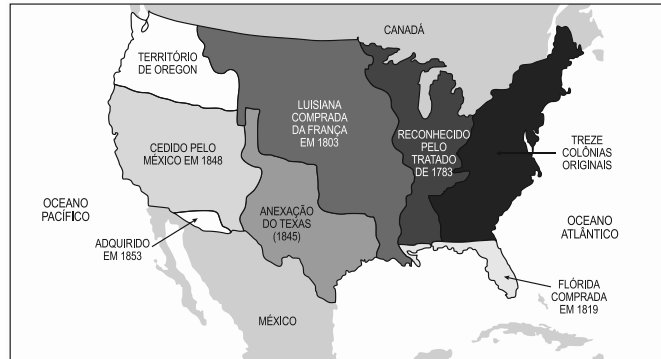 CANADÁ
TERRITÓRIO
DE OREGON
LUISIANA
COMPRADA
DA FRANÇA
EM 1803
RECONHECIDO
PELO
TRATADO
DE 1783
TREZE
COLÔNIAS
ORIGINAIS
CEDIDO PELO
MÉXICO EM 1848
OCEANO
PACÍFICO
ANEXAÇÃO
DO TEXAS
(1845)
OCEANO
ATLÂNTICO
ADQUIRIDO
EM 1853
FLÓRIDA
COMPRADA
EM 1819
MÉXICO